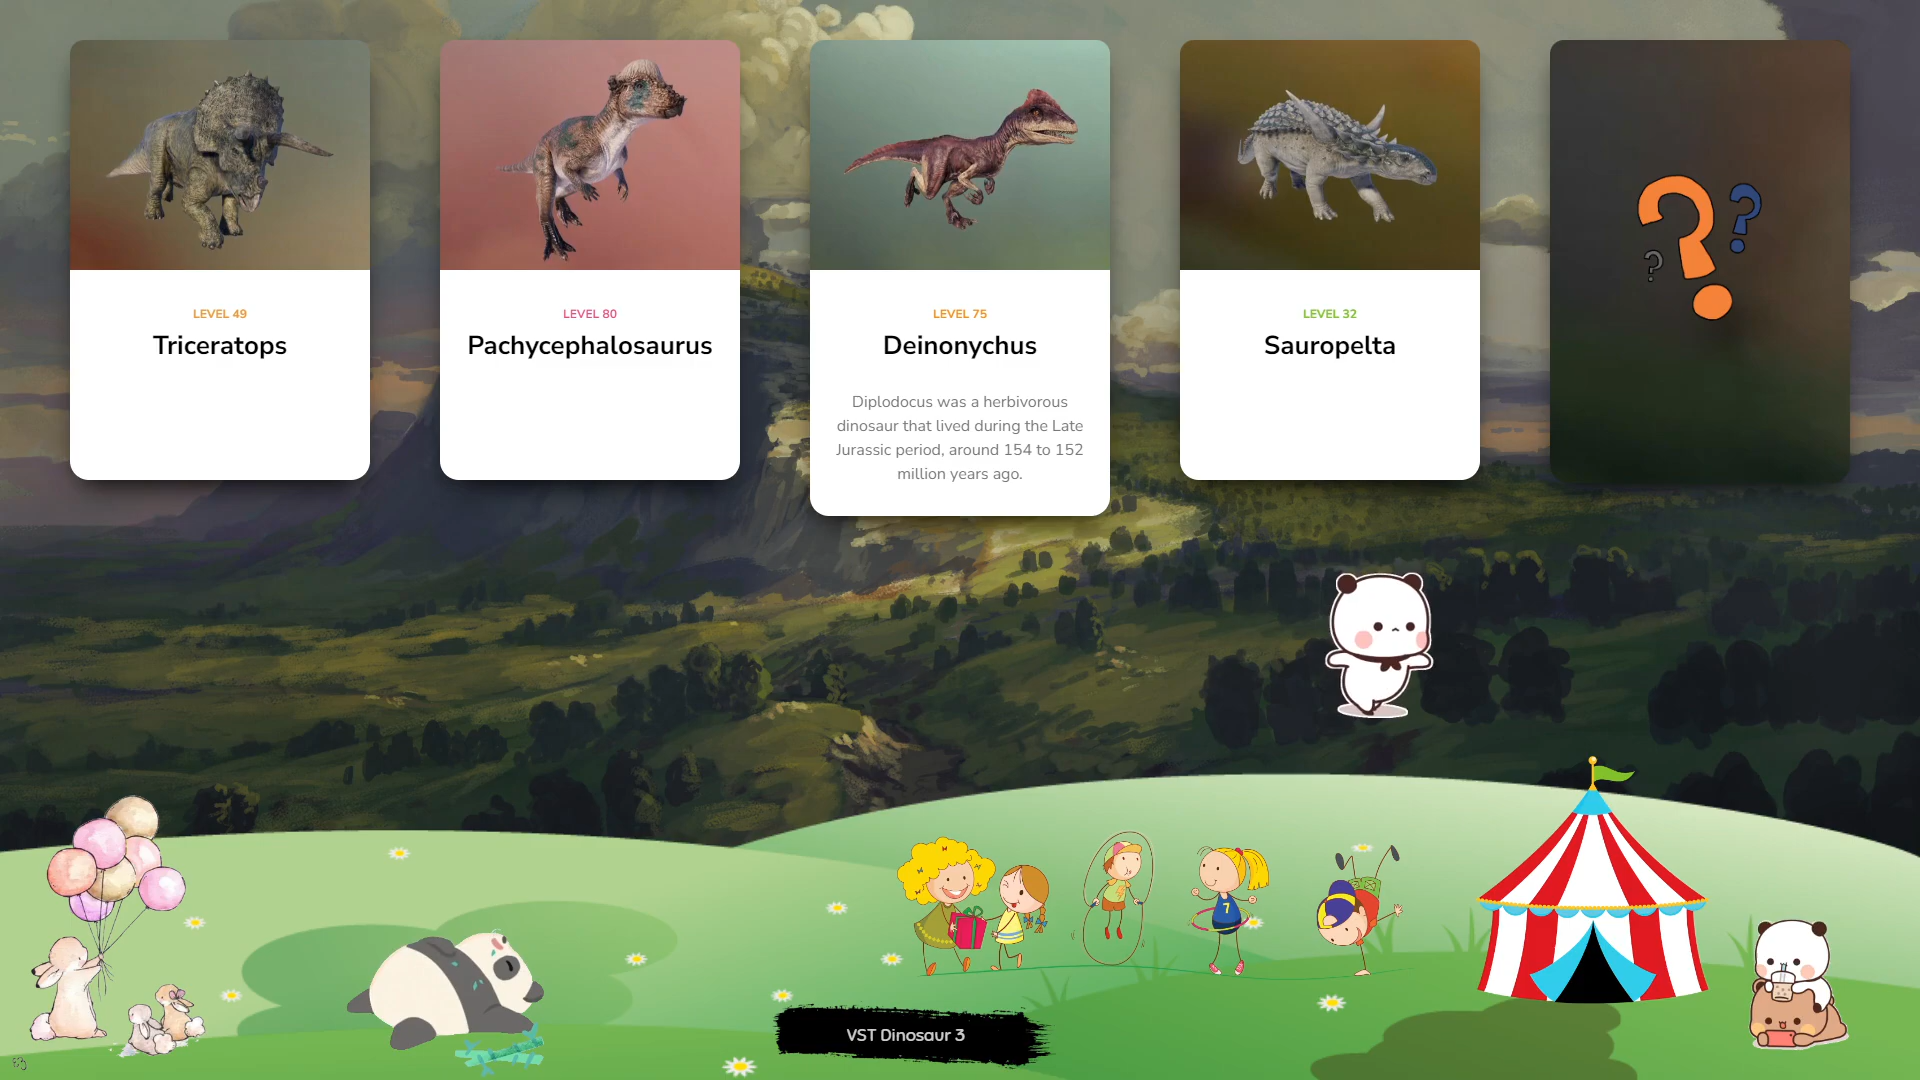 LEVEL 49
Triceratops
LEVEL 80
Pachycephalosaurus
LEVEL 75
Deinonychus
Diplodocus was a herbivorous
dinosaur that lived during the Late
Jurassic period, around 154 to 152
million years ago.
LEVEL 32
Sauropelta
? ? ?
7
VST Dinosaur 3